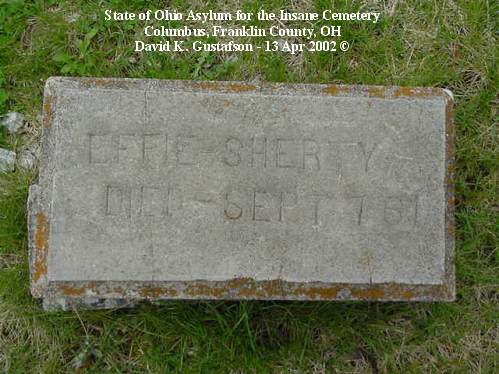 State of Ohio Asylum for the Insane Cemetery
Columbus, Franklin County, OH
David K. Gustafson - 13 Apr 2002 ©
EFFIE-SHERTY
DIED-SEPT 7